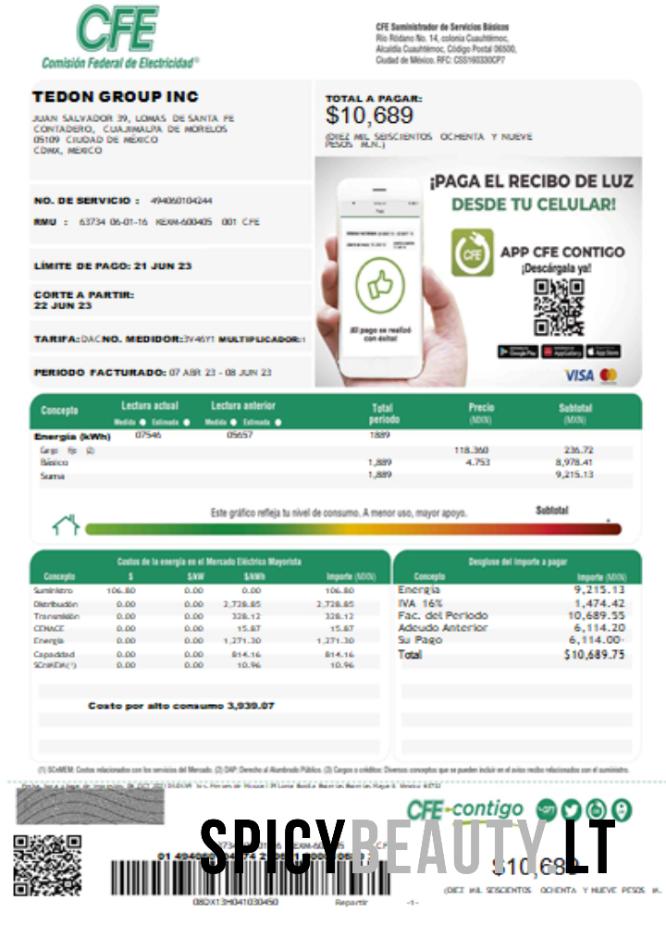 CFE
Comisión Federal de Electricidad®
CFE Suministrador de Servicios Básicos
Río Ródano No. 14, colonia Cuauhtémoc,
Alcaldía Cuauhtémoc, Código Postal 06500,
Ciudad de México. RFC: CSS160330CP7
TEDON GROUP INC
JUAN SALVADOR 39, LOMAS DE SANTA FE
CONTADERO, CUAJIMALPA DE MORELOS
05109 CIUDAD DE MÉXICO
CDMX, MÉXICO
TOTAL A PAGAR:
$10,689
(DIEZ MIL SEISCIENTOS OCHENTA Y NUEVE
PESOS M.N.)
NO. DE SERVICIO : 494060104244
RMU : 63734 06-01-16 KEXM-600405 001 CFE
LÍMITE DE PAGO: 21 JUN 23
CORTE A PARTIR:
22 JUN 23
TARIFA:DAC NO. MEDIDOR:3V46Y1 MULTIPLICADOR:1
PERIODO FACTURADO: 07 ABR 23 - 08 JUN 23
¡PAGA EL RECIBO DE LUZ
DESDE TU CELULAR!
CFE
APP CFE CONTIGO
¡Descárgala ya!
¡El pago se realizó
con éxito!
Google Play AppGallery App Store
VISA
Concepto Lectura actual Lectura anterior Total periodo Precio (MXN) Subtotal (MXN)
Medida Estimada Medida Estimada
Energía (kWh) 07546 05657 1889
Cargo fijo (2) 118.360 236.72
Básico 1,889 4.753 8,978.41
Suma 1,889 9,215.13
Este gráfico refleja tu nivel de consumo. A menor uso, mayor apoyo.
Subtotal
Costos de la energía en el Mercado Eléctrico Mayorista
Concepto $ $/kW $/kWh Importe (MXN)
Suministro 106.80 0.00 0.00 106.80
Distribución 0.00 0.00 2,728.85 2,728.85
Transmisión 0.00 0.00 328.12 328.12
CENACE 0.00 0.00 15.87 15.87
Energía 0.00 0.00 1,271.30 1,271.30
Capacidad 0.00 0.00 814.16 814.16
SCnMEM(1) 0.00 0.00 10.96 10.96
Costo por alto consumo 3,939.07
Desglose del importe a pagar
Concepto Importe (MXN)
Energía 9,215.13
IVA 16% 1,474.42
Fac. del Periodo 10,689.55
Adeudo Anterior 6,114.20
Su Pago 6,114.00-
Total $10,689.75
(1) SCnMEM: Costos relacionados con los servicios del Mercado. (2) DAP: Derecho al Alumbrado Público. (3) Cargos o créditos: Diversos conceptos que se pueden incluir en el aviso recibo relacionados con el suministro.
CFE-contigo
SPICYBEAUTY.LT
$10,689
(DIEZ MIL SEISCIENTOS OCHENTA Y NUEVE PESOS M.
08DX13H041030450 Repartir -1-